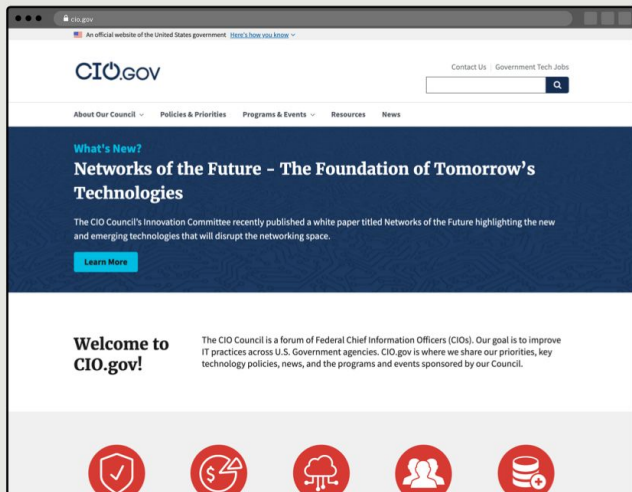 cio.gov
An official website of the United States government Here's how you know
CIO.GOV
Contact Us | Government Tech Jobs
About Our Council Policies & Priorities Programs & Events Resources News
What's New?
Networks of the Future – The Foundation of Tomorrow's
Technologies
The CIO Council's Innovation Committee recently published a white paper titled Networks of the Future highlighting the new
and emerging technologies that will disrupt the networking space.
Learn More
Welcome to
CIO.gov!
The CIO Council is a forum of Federal Chief Information Officers (CIOs). Our goal is to improve
IT practices across U.S. Government agencies. CIO.gov is where we share our priorities, key
technology policies, news, and the programs and events sponsored by our Council.
$